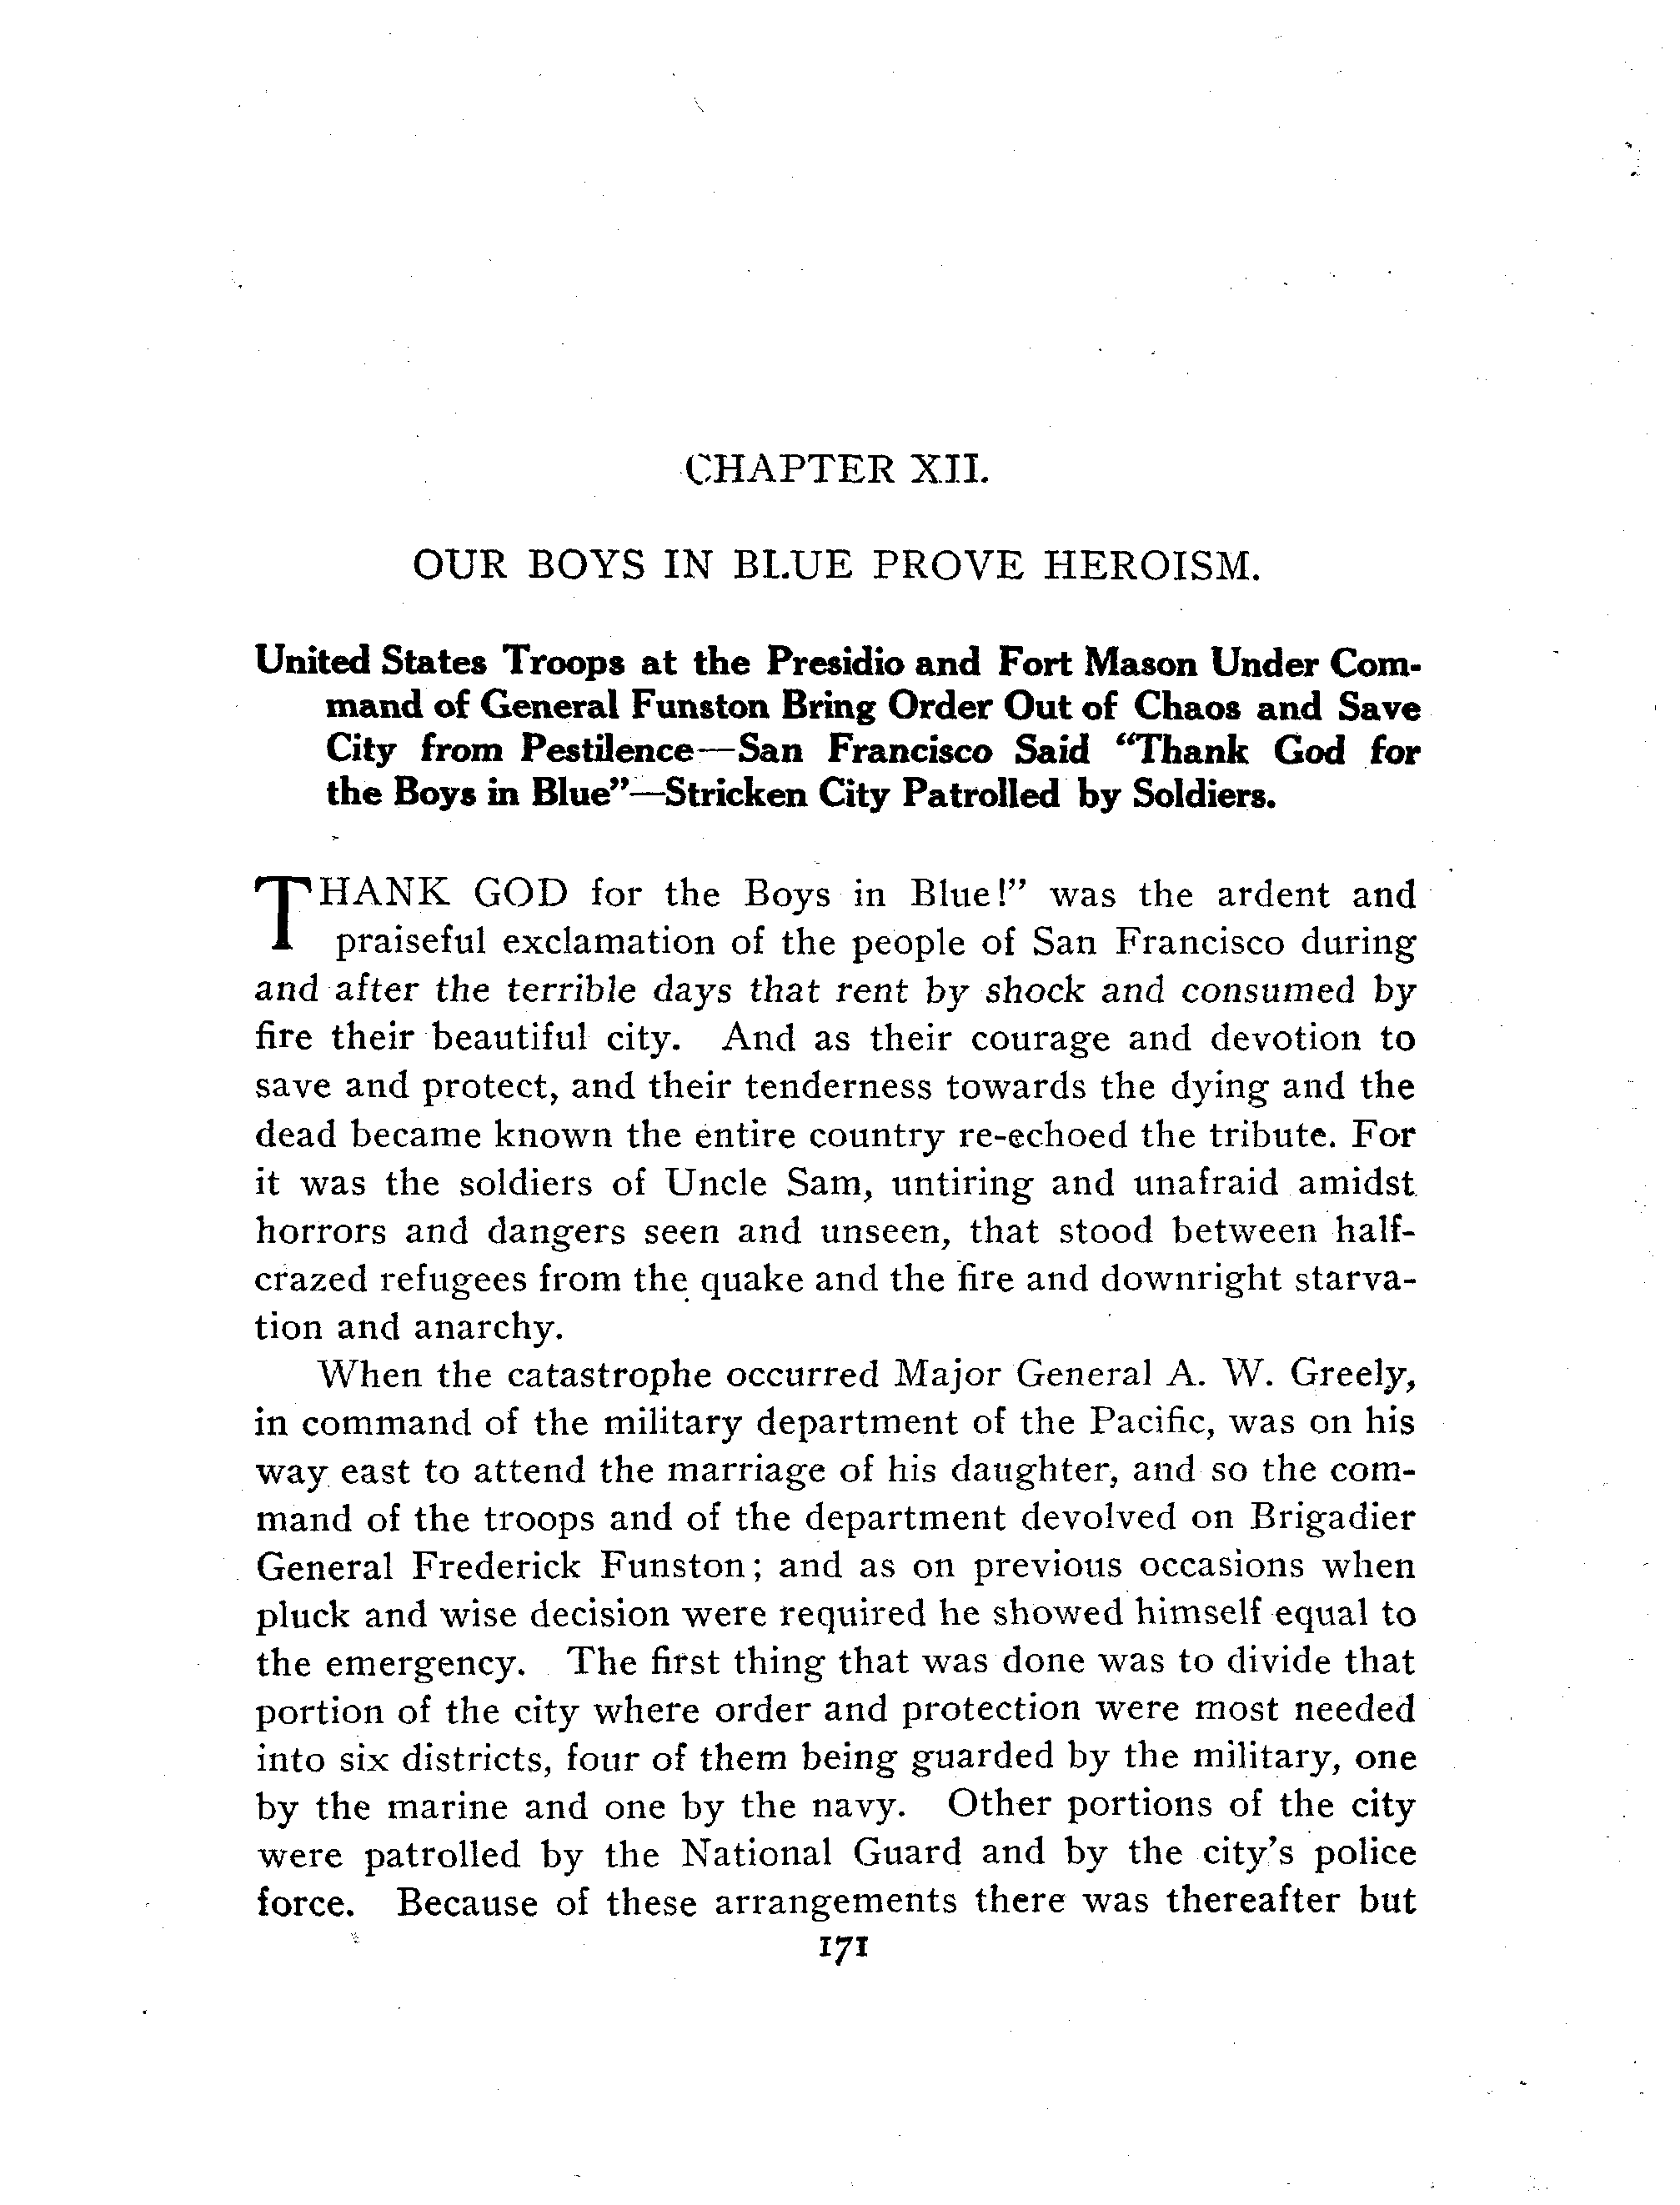 CHAPTER XII.
OUR BOYS IN BLUE PROVE HEROISM.
United States Troops at the Presidio and Fort Mason Under Com-
mand of General Funston Bring Order Out of Chaos and Save
City from Pestilence—San Francisco Said “Thank God for
the Boys in Blue”—Stricken City Patrolled by Soldiers.
THANK GOD for the Boys in Blue!” was the ardent and
praiseful exclamation of the people of San Francisco during
and after the terrible days that rent by shock and consumed by
fire their beautiful city. And as their courage and devotion to
save and protect, and their tenderness towards the dying and the
dead became known the entire country re-echoed the tribute. For
it was the soldiers of Uncle Sam, untiring and unafraid amidst
horrors and dangers seen and unseen, that stood between half-
crazed refugees from the quake and the fire and downright starva-
tion and anarchy.
When the catastrophe occurred Major General A. W. Greely,
in command of the military department of the Pacific, was on his
way east to attend the marriage of his daughter, and so the com-
mand of the troops and of the department devolved on Brigadier
General Frederick Funston; and as on previous occasions when
pluck and wise decision were required he showed himself equal to
the emergency. The first thing that was done was to divide that
portion of the city where order and protection were most needed
into six districts, four of them being guarded by the military, one
by the marine and one by the navy. Other portions of the city
were patrolled by the National Guard and by the city’s police
force. Because of these arrangements there was thereafter but
171